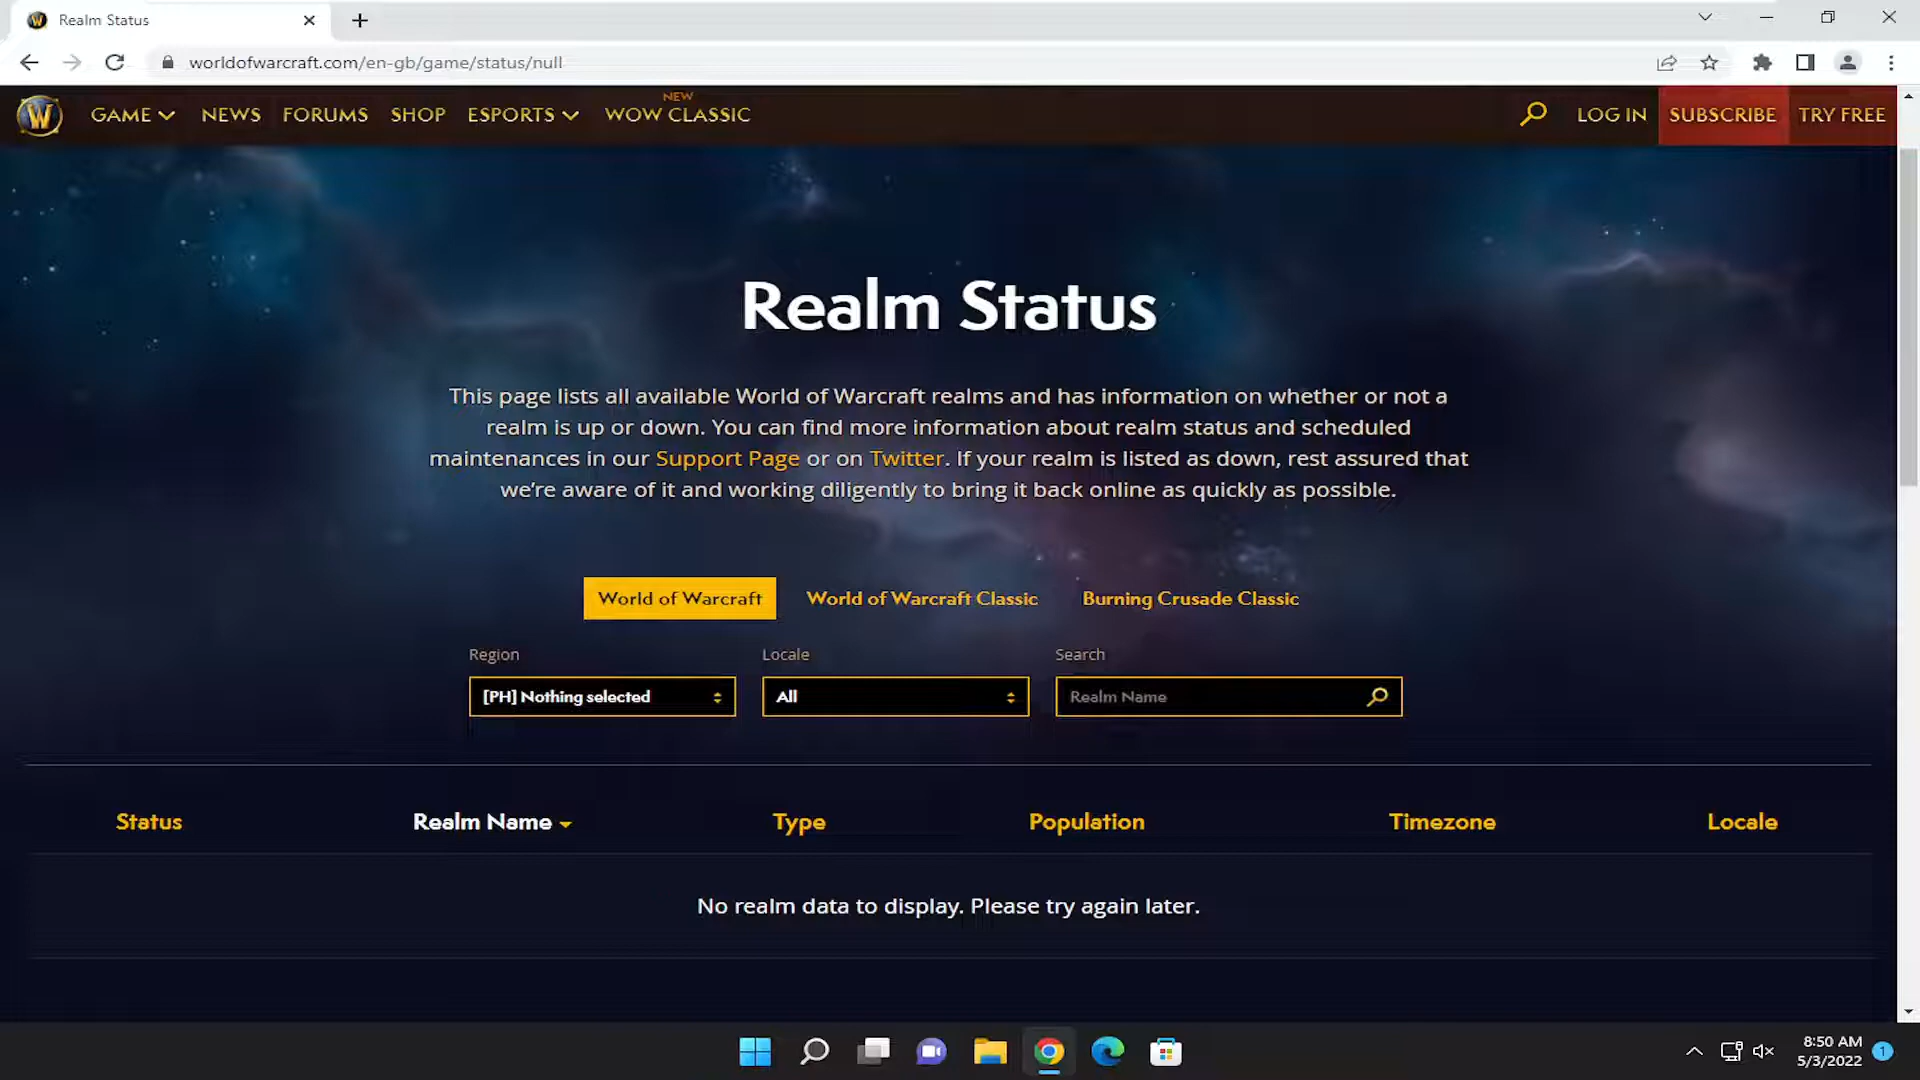 Realm Status
worldofwarcraft.com/en-gb/game/status/null
W
GAME
NEWS
FORUMS
SHOP
ESPORTS
NEW
WOW CLASSIC
LOG IN
SUBSCRIBE
TRY FREE
Realm Status
This page lists all available World of Warcraft realms and has information on whether or not a
realm is up or down. You can find more information about realm status and scheduled
maintenances in our Support Page or on Twitter. If your realm is listed as down, rest assured that
we're aware of it and working diligently to bring it back online as quickly as possible.
World of Warcraft
World of Warcraft Classic
Burning Crusade Classic
Region
Locale
Search
[PH] Nothing selected
All
Realm Name
Status
Realm Name
Type
Population
Timezone
Locale
No realm data to display. Please try again later.
8:50 AM
5/3/2022
1